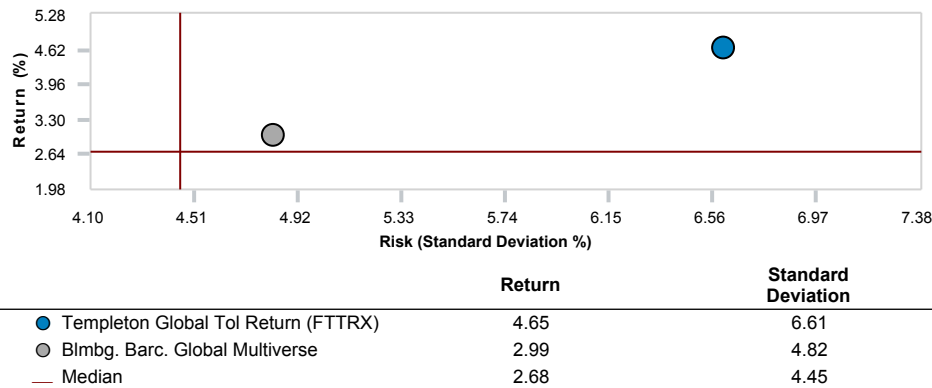 5.28
4.62
3.96
3.30
2.64
1.98
Return (%)
4.10 4.51 4.92 5.33 5.74 6.15 6.56 6.97 7.38
Risk (Standard Deviation %)
Return Standard Deviation
Templeton Global Tol Return (FTTRX) 4.65 6.61
Blmbg. Barc. Global Multiverse 2.99 4.82
Median 2.68 4.45